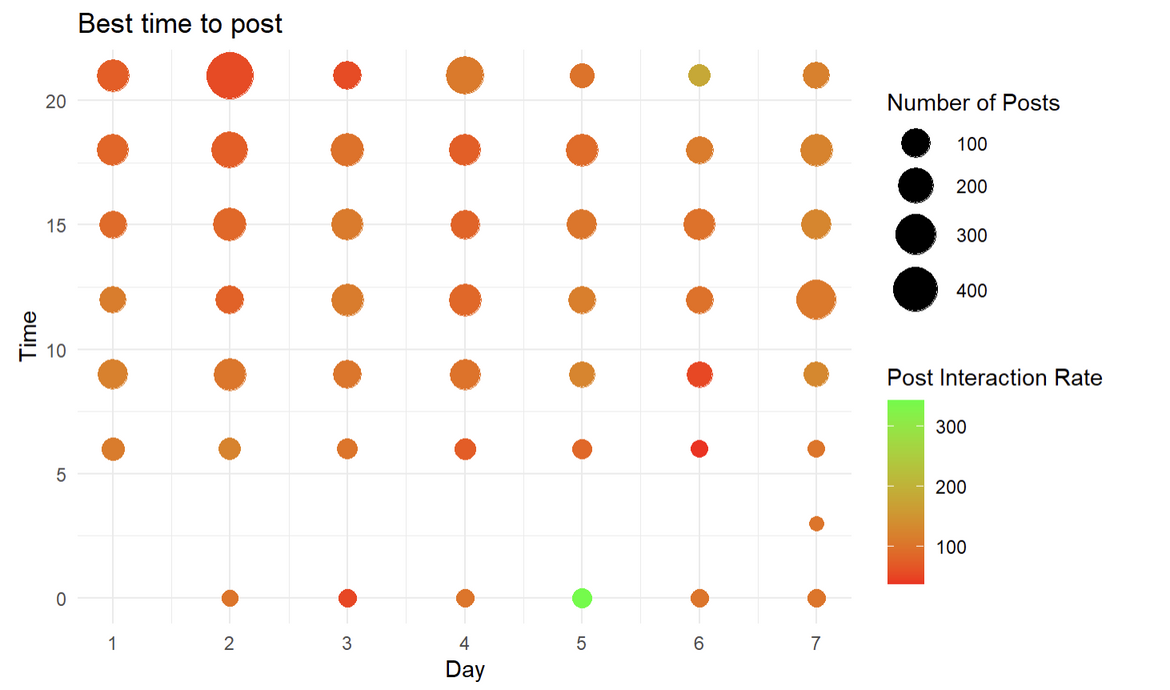 Best time to post
20
15
10
5
0
Time
1 2 3 4 5 6 7
Day
Number of Posts
100
200
300
400
Post Interaction Rate
300
200
100